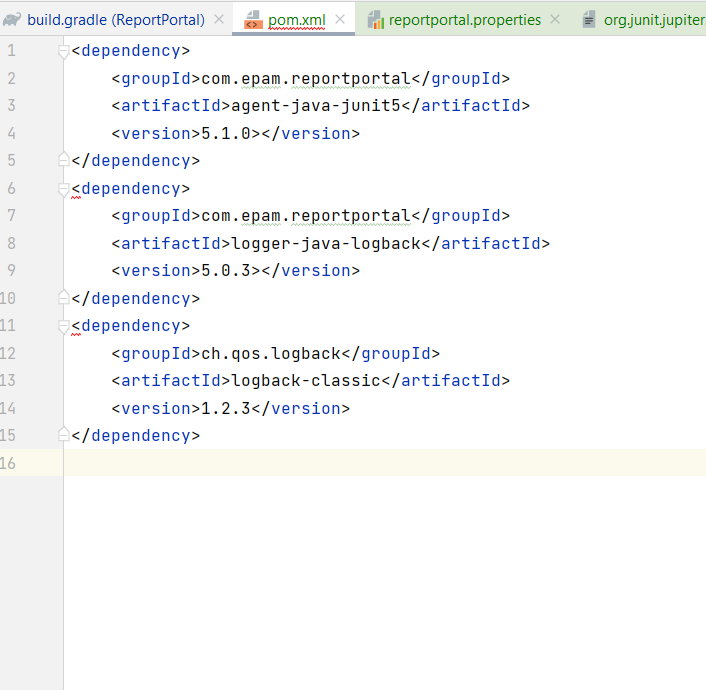 build.gradle (ReportPortal) pom.xml reportportal.properties org.junit.jupiter
1 <dependency>
2 <groupId>com.epam.reportportal</groupId>
3 <artifactId>agent-java-junit5</artifactId>
4 <version>5.1.0></version>
5 </dependency>
6 <dependency>
7 <groupId>com.epam.reportportal</groupId>
8 <artifactId>logger-java-logback</artifactId>
9 <version>5.0.3></version>
10 </dependency>
11 <dependency>
12 <groupId>ch.qos.logback</groupId>
13 <artifactId>logback-classic</artifactId>
14 <version>1.2.3</version>
15 </dependency>
16